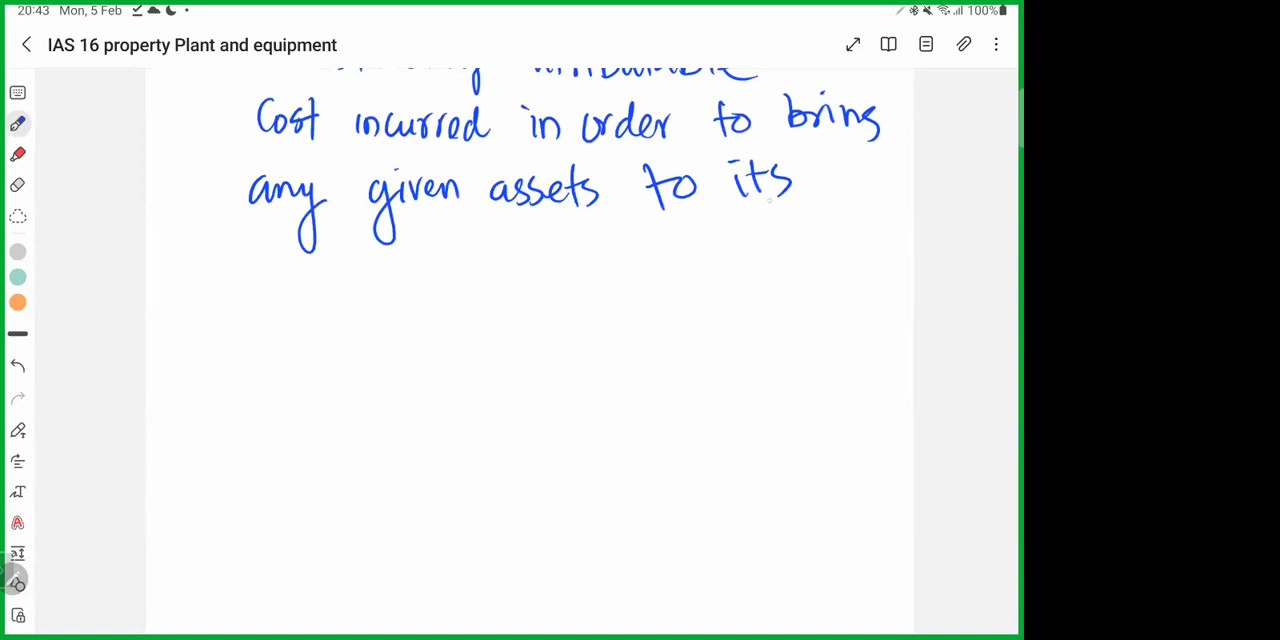 20:43 Mon, 5 Feb
100%
IAS 16 property Plant and equipment
Cost incurred in order to bring
any given assets to its